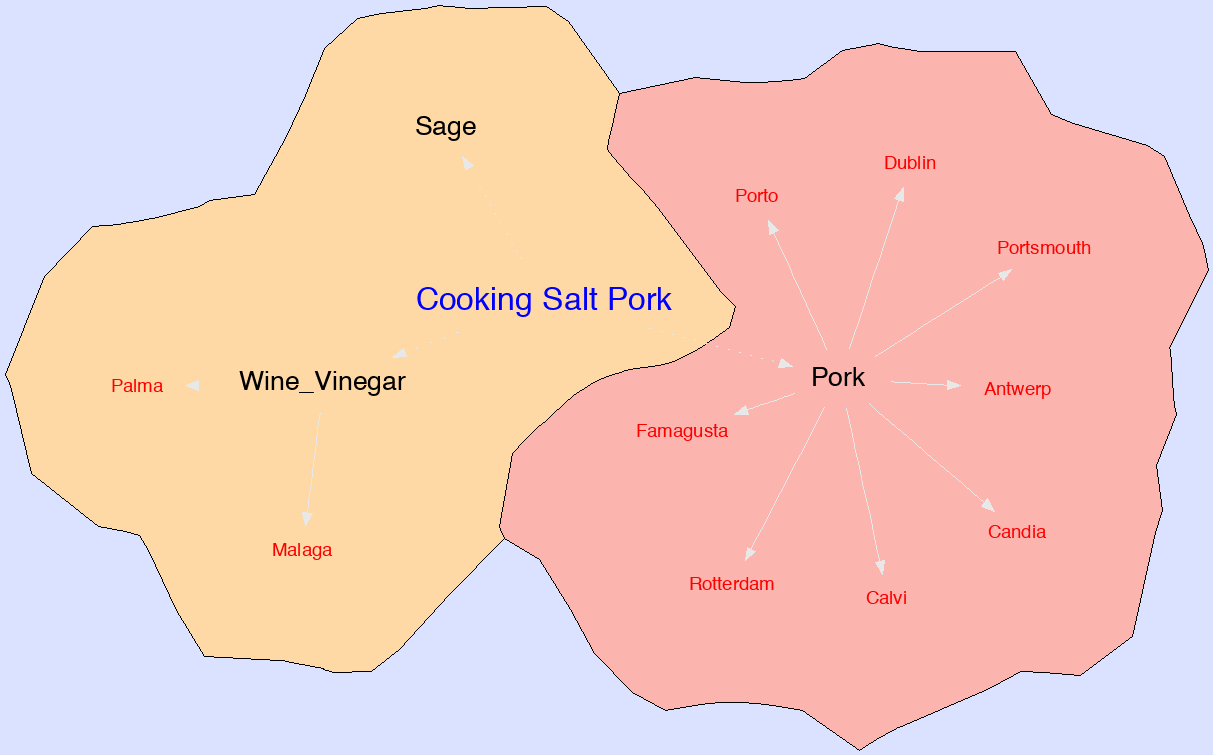 Sage
Dublin
Porto
Portsmouth
Cooking Salt Pork
Pork
Wine_Vinegar
Palma
Antwerp
Famagusta
Candia
Malaga
Rotterdam
Calvi